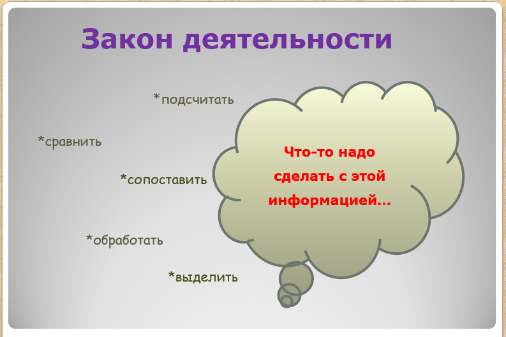 Закон деятельности
*подсчитать
*сравнить
*сопоставить
*обработать
*выделить
Что-то надо
сделать с этой
информацией...